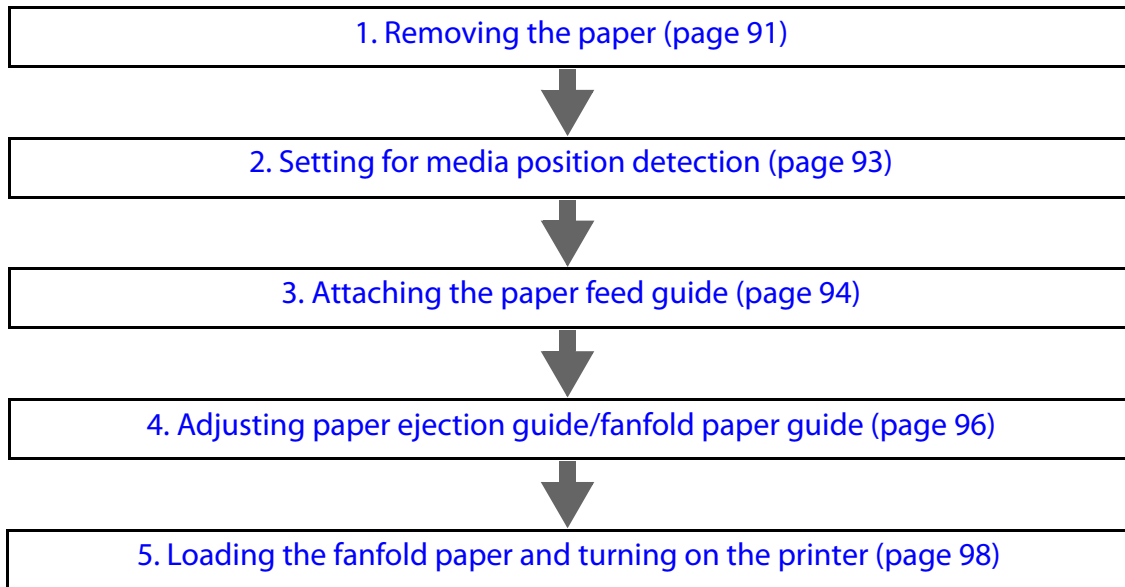 1. Removing the paper (page 91)
2. Setting for media position detection (page 93)
3. Attaching the paper feed guide (page 94)
4. Adjusting paper ejection guide/fanfold paper guide (page 96)
5. Loading the fanfold paper and turning on the printer (page 98)